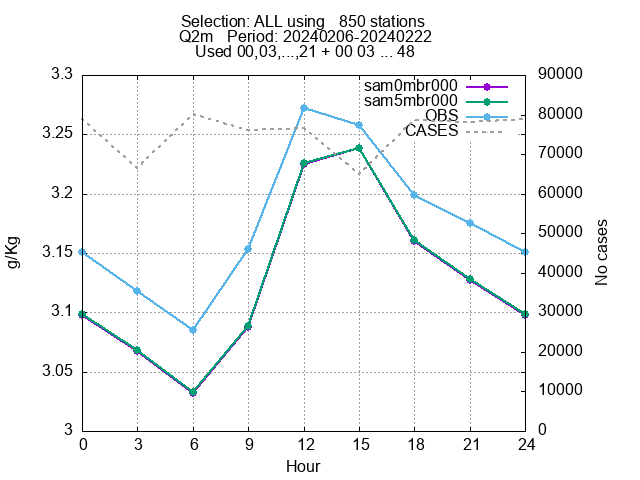 Selection: ALL using   850 stations
Q2m   Period: 20240206-20240222
Used 00,03,...,21 + 00 03 ... 48
3.3
3.25
3.2
3.15
3.1
3.05
3
g/Kg
sam0mbr000
sam5mbr000
OBS
CASES
90000
80000
70000
60000
50000
40000
30000
20000
10000
0
No cases
0 3 6 9 12 15 18 21 24
Hour